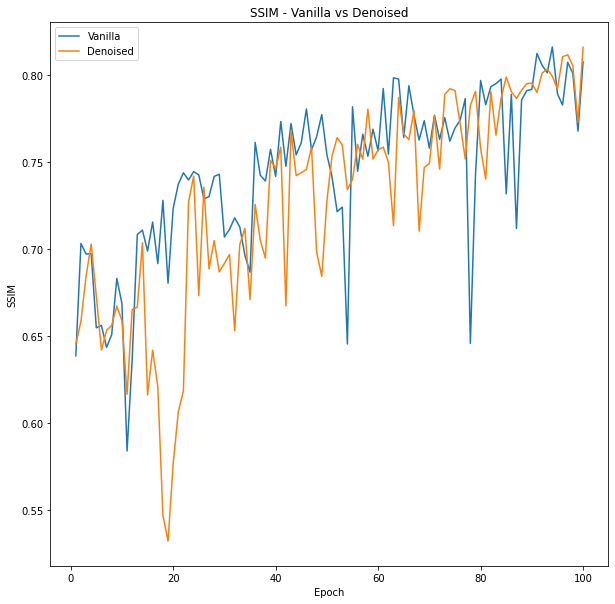 SSIM - Vanilla vs Denoised
Vanilla
Denoised
0.80
0.75
0.70
0.65
0.60
0.55
SSIM
0 20 40 60 80 100
Epoch